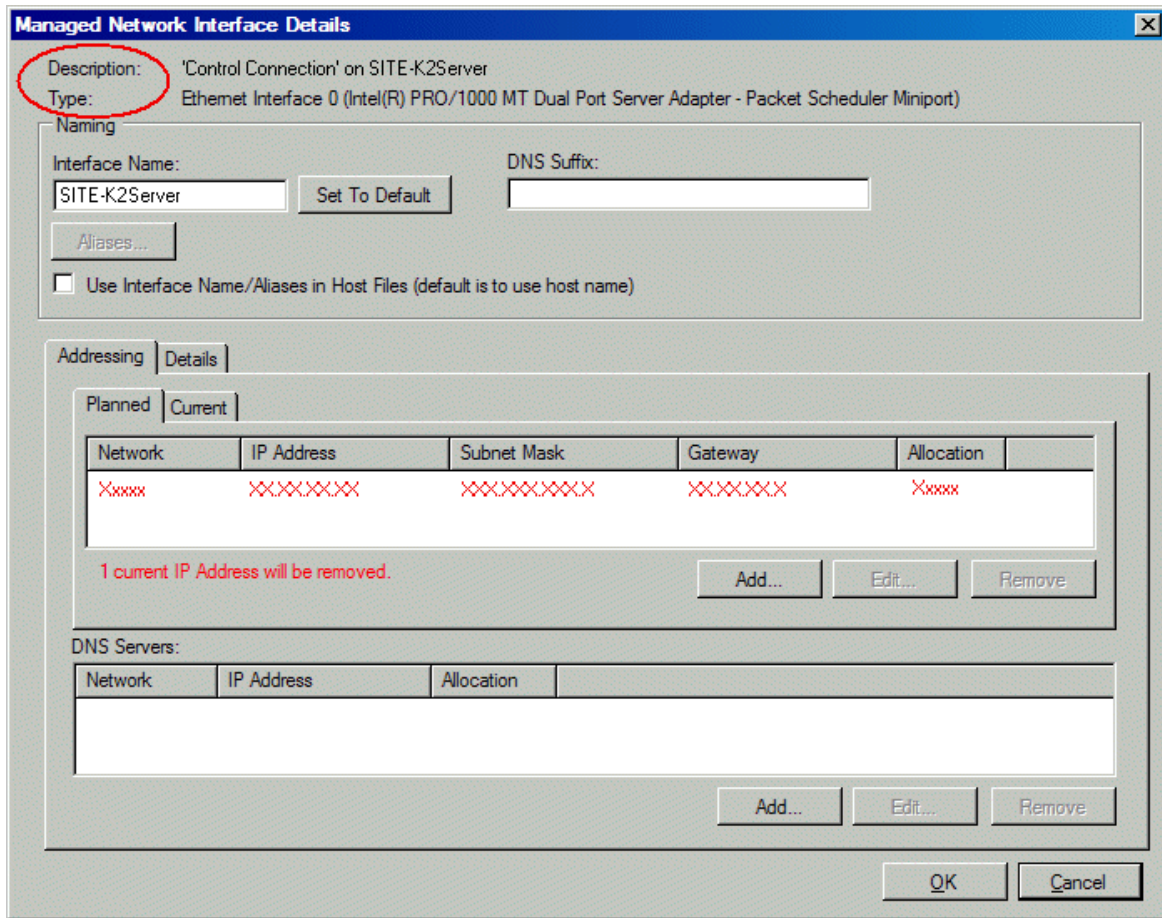 Managed Network Interface Details
Description: 'Control Connection' on SITE-K2Server
Type: Ethernet Interface 0 (Intel(R) PRO/1000 MT Dual Port Server Adapter - Packet Scheduler Miniport)
Naming
Interface Name: DNS Suffix:
SITE-K2Server Set To Default
Aliases...
Use Interface Name/Aliases in Host Files (default is to use host name)
Addressing Details
Planned Current
Network IP Address Subnet Mask Gateway Allocation
Xxxxx XX.XX.XX.XX XXX.XXX.XXX.X XX.XX.XX.X Xxxxx
1 current IP Address will be removed.
Add... Edit... Remove
DNS Servers:
Network IP Address Allocation
Add... Edit... Remove
OK Cancel